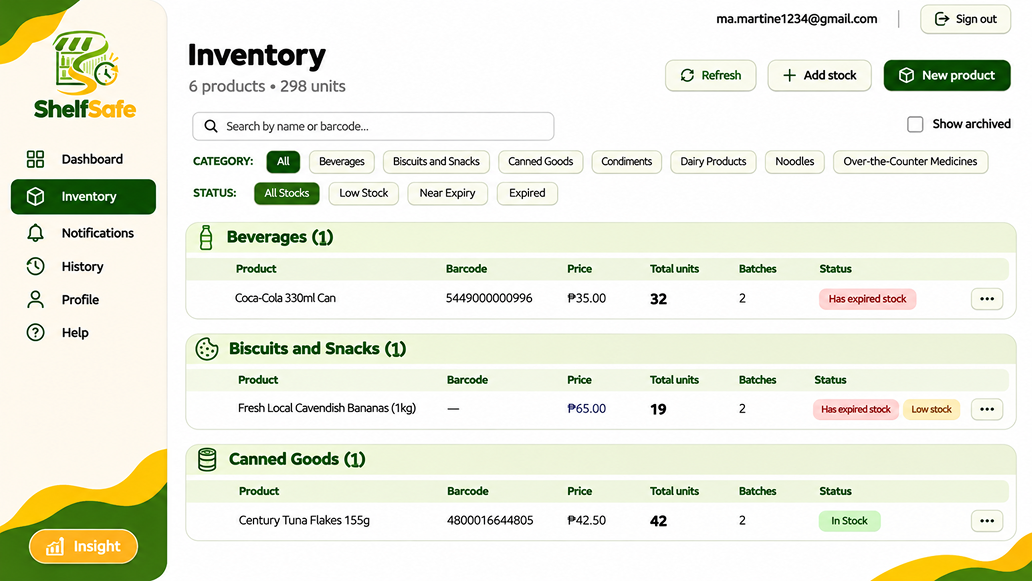 ma.martine1234@gmail.com
Sign out
ShelfSafe
Inventory
6 products • 298 units
Refresh
Add stock
New product
Search by name or barcode...
Show archived
CATEGORY: All Beverages Biscuits and Snacks Canned Goods Condiments Dairy Products Noodles Over-the-Counter Medicines
STATUS: All Stocks Low Stock Near Expiry Expired
Dashboard
Inventory
Notifications
History
Profile
Help
Insight
Beverages (1)
Product Barcode Price Total units Batches Status
Coca-Cola 330ml Can 5449000000996 ₱35.00 32 2 Has expired stock
Biscuits and Snacks (1)
Product Barcode Price Total units Batches Status
Fresh Local Cavendish Bananas (1kg) — ₱65.00 19 2 Has expired stock Low stock
Canned Goods (1)
Product Barcode Price Total units Batches Status
Century Tuna Flakes 155g 4800016644805 ₱42.50 42 2 In Stock